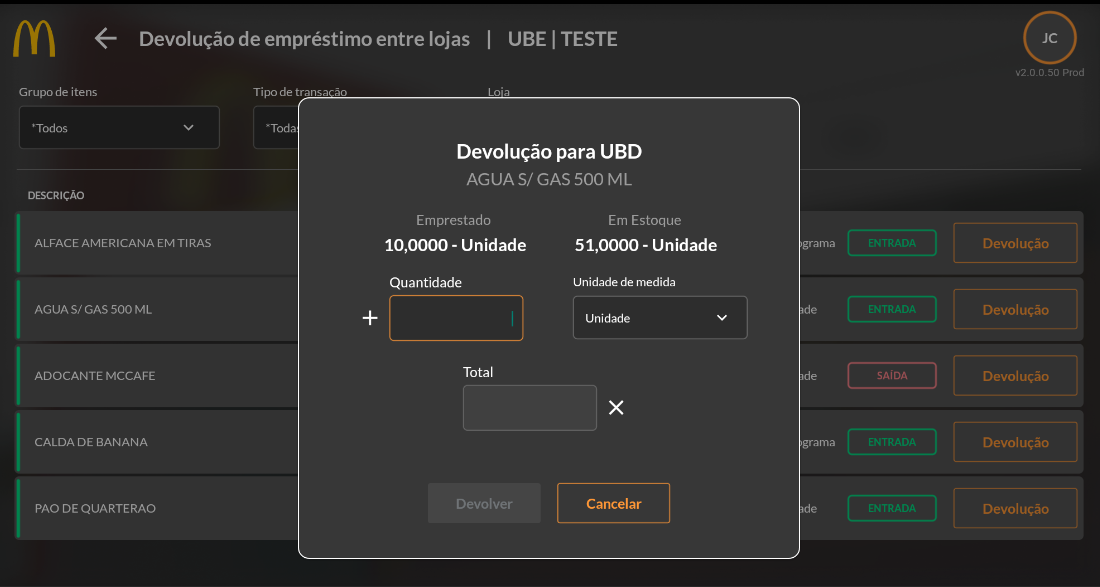 Devolução de empréstimo entre lojas | UBE | TESTE
JC
v2.0.0.50 Prod
Grupo de itens
Tipo de transação
Loja
*Todos
*Todas
DESCRIÇÃO
Devolução para UBD
AGUA S/ GAS 500 ML
Emprestado
Em Estoque
10,0000 - Unidade
51,0000 - Unidade
Quantidade
Unidade de medida
+
Unidade
Total
Devolver
Cancelar
ALFACE AMERICANA EM TIRAS
ograma
ENTRADA
Devolução
AGUA S/ GAS 500 ML
ade
ENTRADA
Devolução
ADOCANTE MCCAFE
ade
SAÍDA
Devolução
CALDA DE BANANA
ograma
ENTRADA
Devolução
PAO DE QUARTERAO
ade
ENTRADA
Devolução